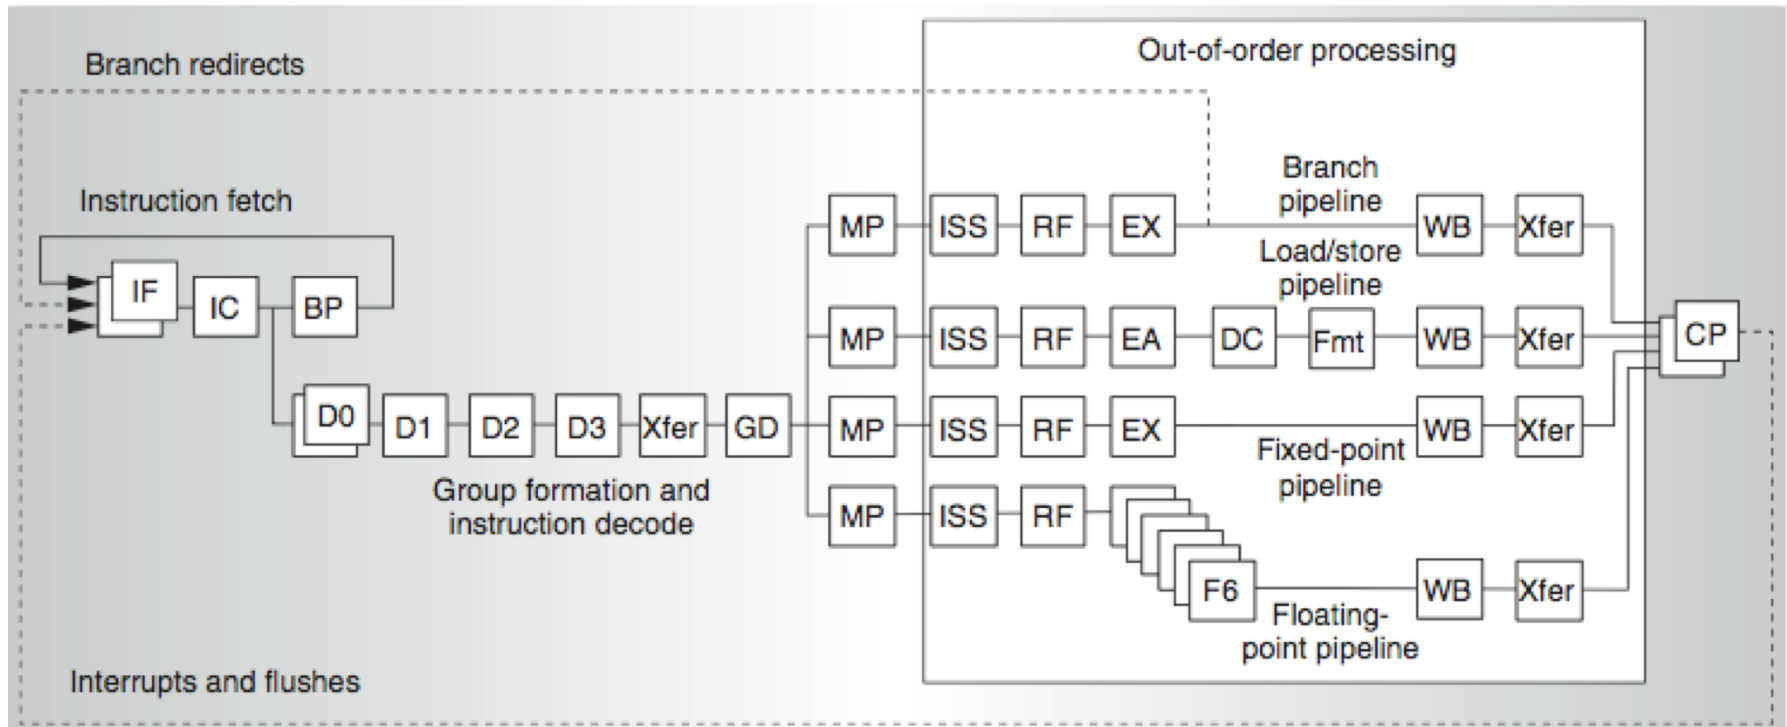 Out-of-order processing
Branch redirects
Instruction fetch
Branch
pipeline
MP ISS RF EX WB Xfer
Load/store
pipeline
IF IC BP
MP ISS RF EA DC Fmt WB Xfer CP
D0 D1 D2 D3 Xfer GD MP ISS RF EX WB Xfer
Fixed-point
pipeline
Group formation and
instruction decode
MP ISS RF
F6 WB Xfer
Floating-
point pipeline
Interrupts and flushes